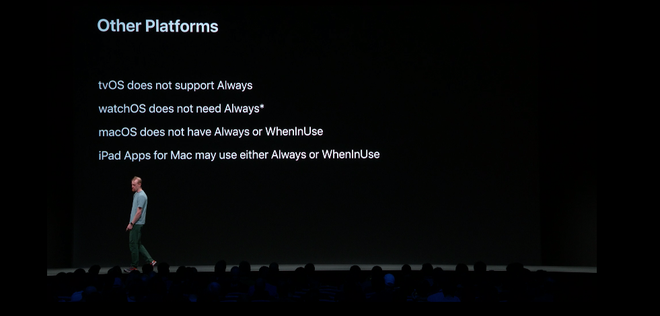 Other Platforms
tvOS does not support Always
watchOS does not need Always*
macOS does not have Always or WhenInUse
iPad Apps for Mac may use either Always or WhenInUse